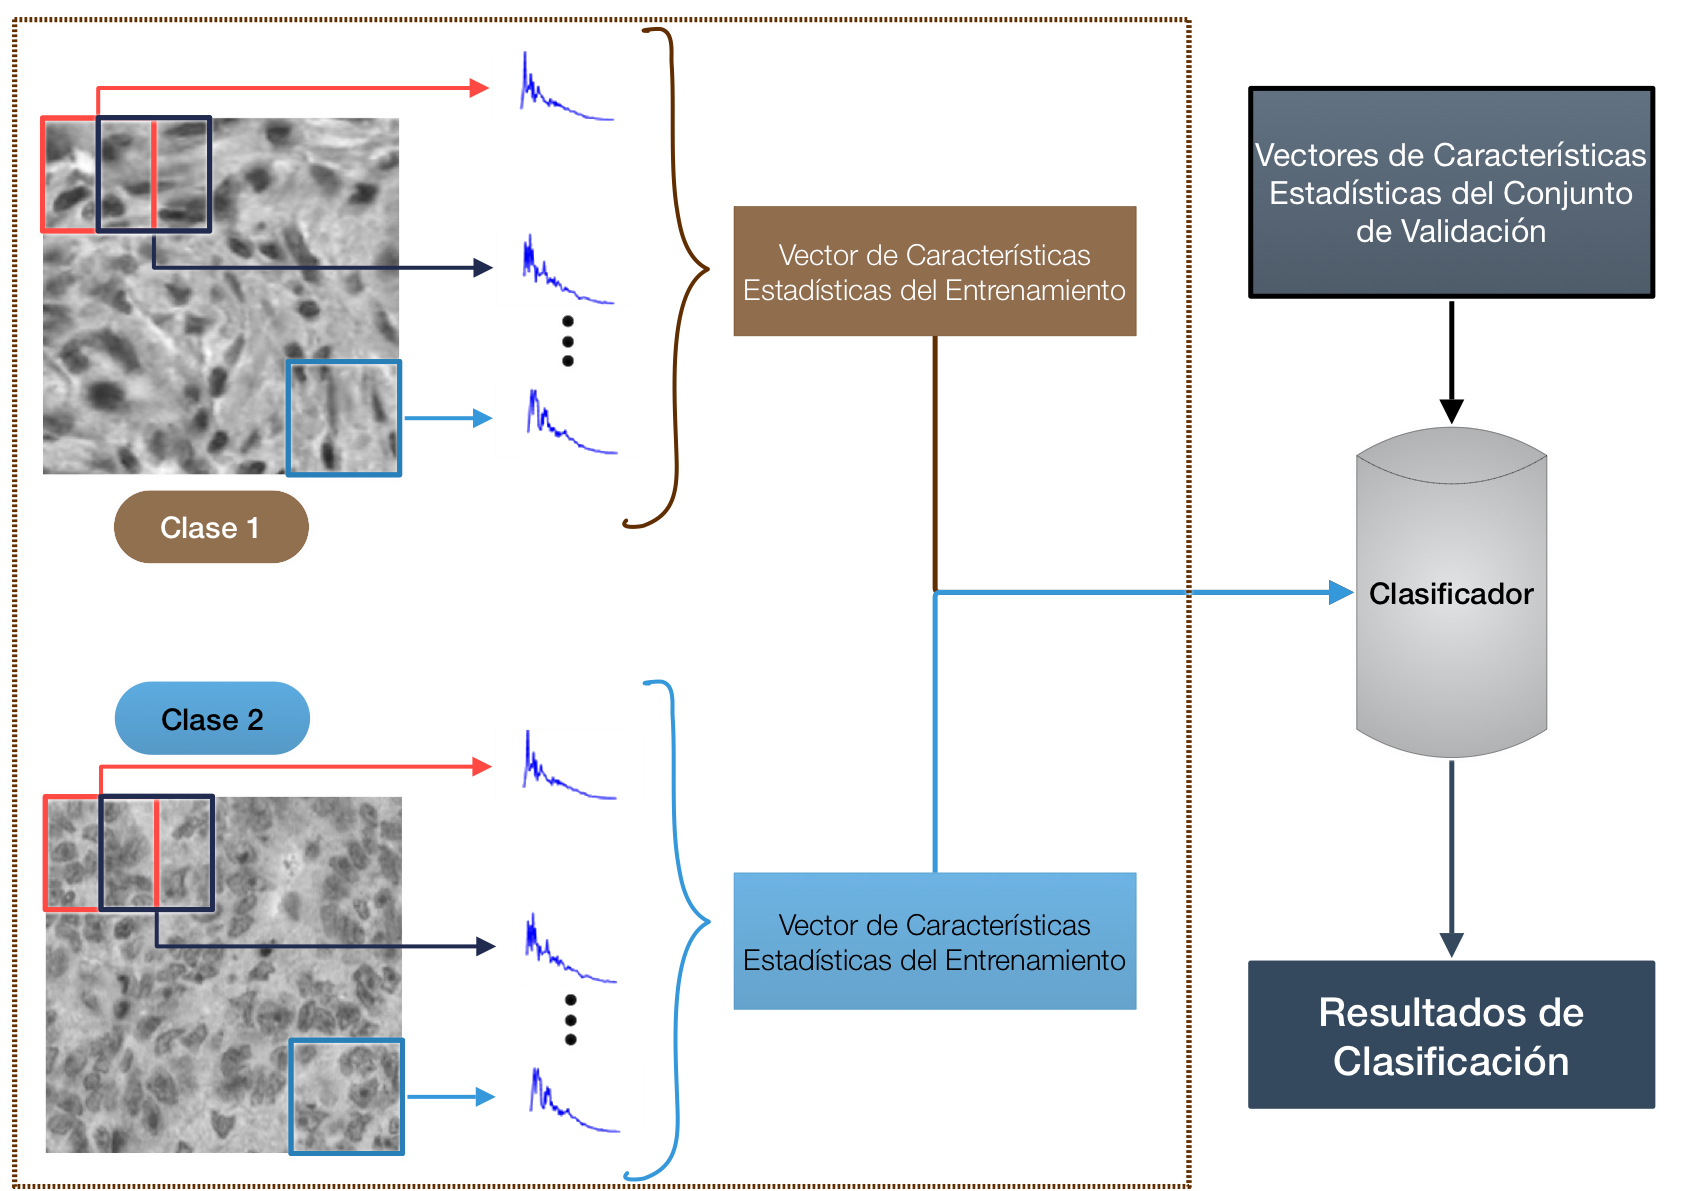 Vector de Características
Estadísticas del Entrenamiento
Clase 1
Clase 2
Vector de Características
Estadísticas del Entrenamiento
Vectores de Características
Estadísticas del Conjunto
de Validación
Clasificador
Resultados de
Clasificación